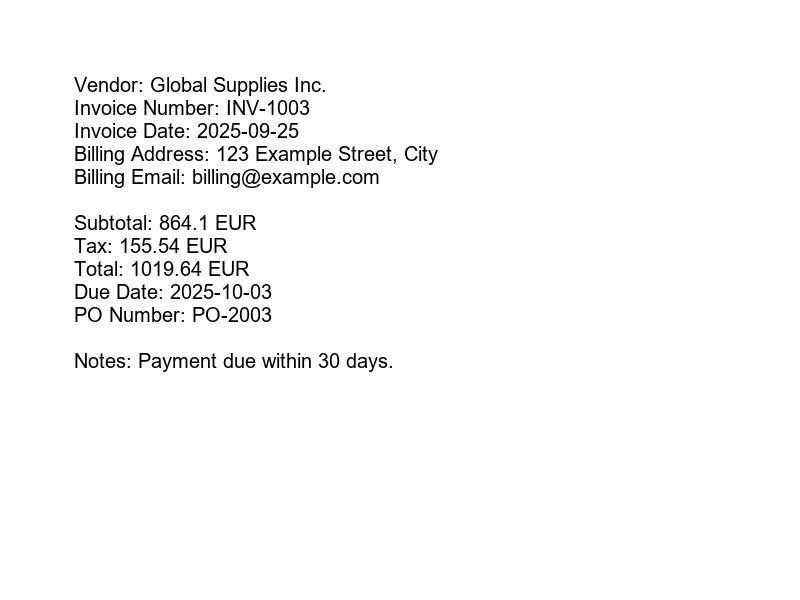 Vendor: Global Supplies Inc.
Invoice Number: INV-1003
Invoice Date: 2025-09-25
Billing Address: 123 Example Street, City
Billing Email: billing@example.com
Subtotal: 864.1 EUR
Tax: 155.54 EUR
Total: 1019.64 EUR
Due Date: 2025-10-03
PO Number: PO-2003
Notes: Payment due within 30 days.